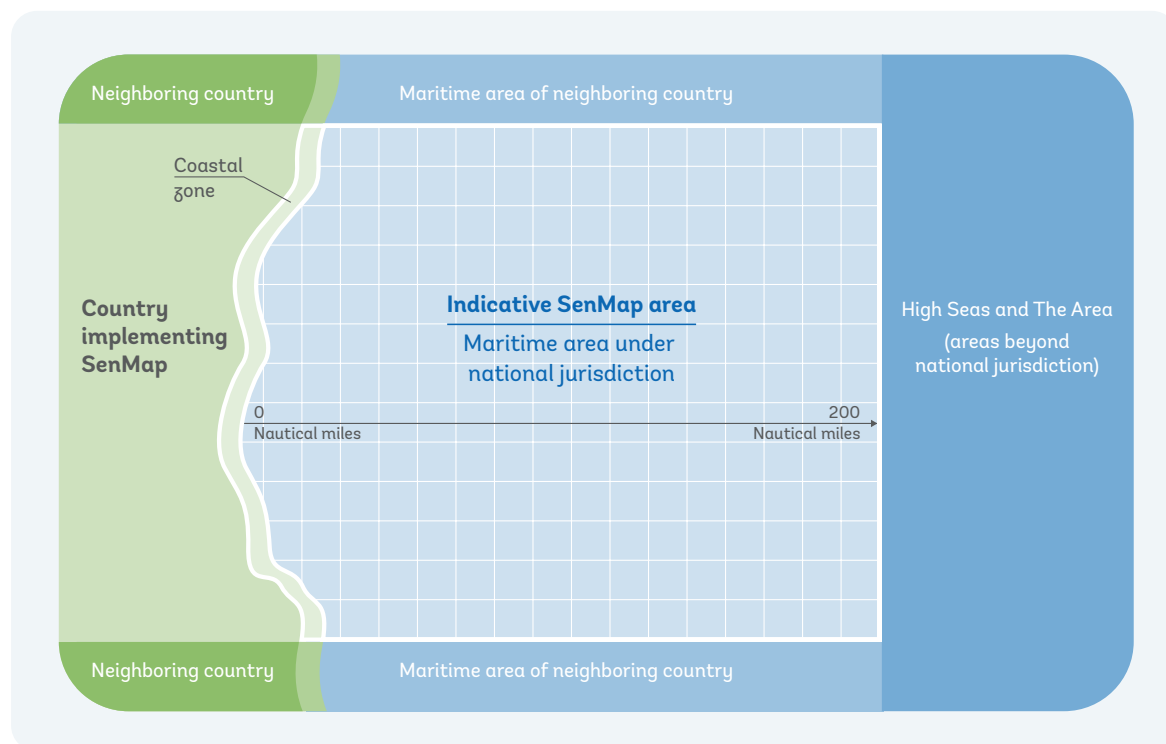 Neighboring country
Maritime area of neighboring country
Coastal
zone
Country
implementing
SenMap
Indicative SenMap area
Maritime area under
national jurisdiction
High Seas and The Area
(areas beyond
national jurisdiction)
0
200
Nautical miles
Nautical miles
Neighboring country
Maritime area of neighboring country